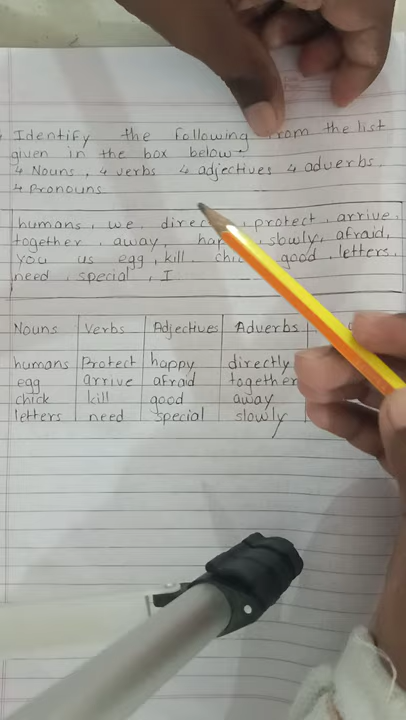 Identify the following from the list
given in the box below.
4 Nouns, 4 verbs 4 adjectives 4 adverbs.
4 Pronouns
humans, we, protect, arrive,
together, away, slowly, afraid,
you us egg, kill, good, letters,
need, special, I
Nouns Verbs Adjectives Adverbs
humans Protect happy directly
egg arrive afraid together
chick kill good away
letters need special slowly